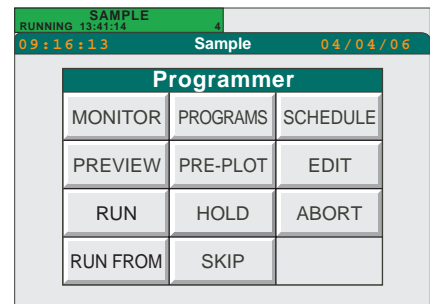 SAMPLE
RUNNING 13:41:14 4
09:16:13 Sample 04/04/06
Programmer
MONITOR PROGRAMS SCHEDULE
PREVIEW PRE-PLOT EDIT
RUN HOLD ABORT
RUN FROM SKIP